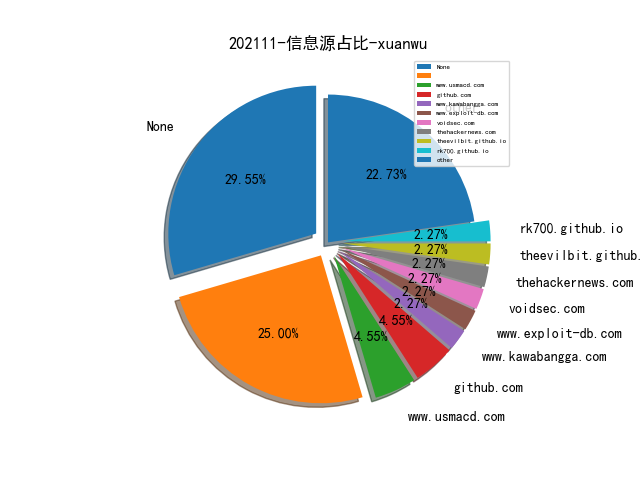 202111-信息源占比-xuanwu
None
www.usmacd.com
github.com
www.kawabangga.com
www.exploit-db.com
voidsec.com
thehackernews.com
theevilbit.github.io
rk700.github.io
other
other
None
29.55%
22.73%
25.00%
4.55%
4.55%
2.27%
2.27%
2.27%
2.27%
2.27%
2.27%
rk700.github.io
theevilbit.github.
thehackernews.com
voidsec.com
www.exploit-db.com
www.kawabangga.com
github.com
www.usmacd.com